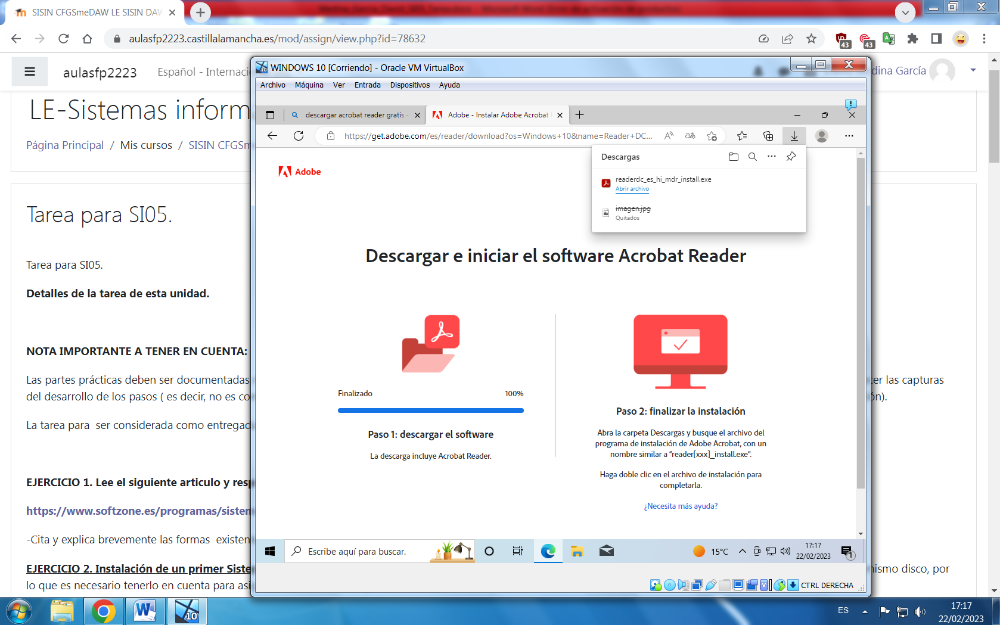 SISIN CFGSmeDAW LE SISIN DAW
aulasfp2223.castillalamancha.es/mod/assign/view.php?id=78632
43
43
aulasfp2223
Español - Internaci
dina García
LE-Sistemas inform
Página Principal / Mis cursos / SISIN CFGSm
Tarea para SI05.
Tarea para SI05.
Detalles de la tarea de esta unidad.
NOTA IMPORTANTE A TENER EN CUENTA:
Las partes prácticas deben ser documentadas
cer las capturas
del desarrollo de los pasos ( es decir, no es co
ón).
La tarea para ser considerada como entregad
EJERCICIO 1. Lee el siguiente articulo y resp
https://www.softzone.es/programas/sistem
-Cita y explica brevemente las formas existen
EJERCICIO 2. Instalación de un primer Siste
nismo disco, por
lo que es necesario tenerlo en cuenta para asi
WINDOWS 10 [Corriendo] - Oracle VM VirtualBox
Archivo Máquina Ver Entrada Dispositivos Ayuda
descargar acrobat reader gratis -
Adobe - Instalar Adobe Acrobat
https://get.adobe.com/es/reader/download?os=Windows+10&name=Reader+DC...
Descargas
readerdc_es_hi_mdr_install.exe
Abrir archivo
imagen.jpg
Quitados
Adobe
Descargar e iniciar el software Acrobat Reader
Finalizado 100%
Paso 1: descargar el software
La descarga incluye Acrobat Reader.
Paso 2: finalizar la instalación
Abra la carpeta Descargas y busque el archivo del
programa de instalación de Adobe Acrobat, con un
nombre similar a "reader[xxx]_install.exe".
Haga doble clic en el archivo de instalación para
completarla.
¿Necesita más ayuda?
Escribe aquí para buscar.
15°C
17:17
22/02/2023
1
CTRL DERECHA
ES
17:17
22/02/2023